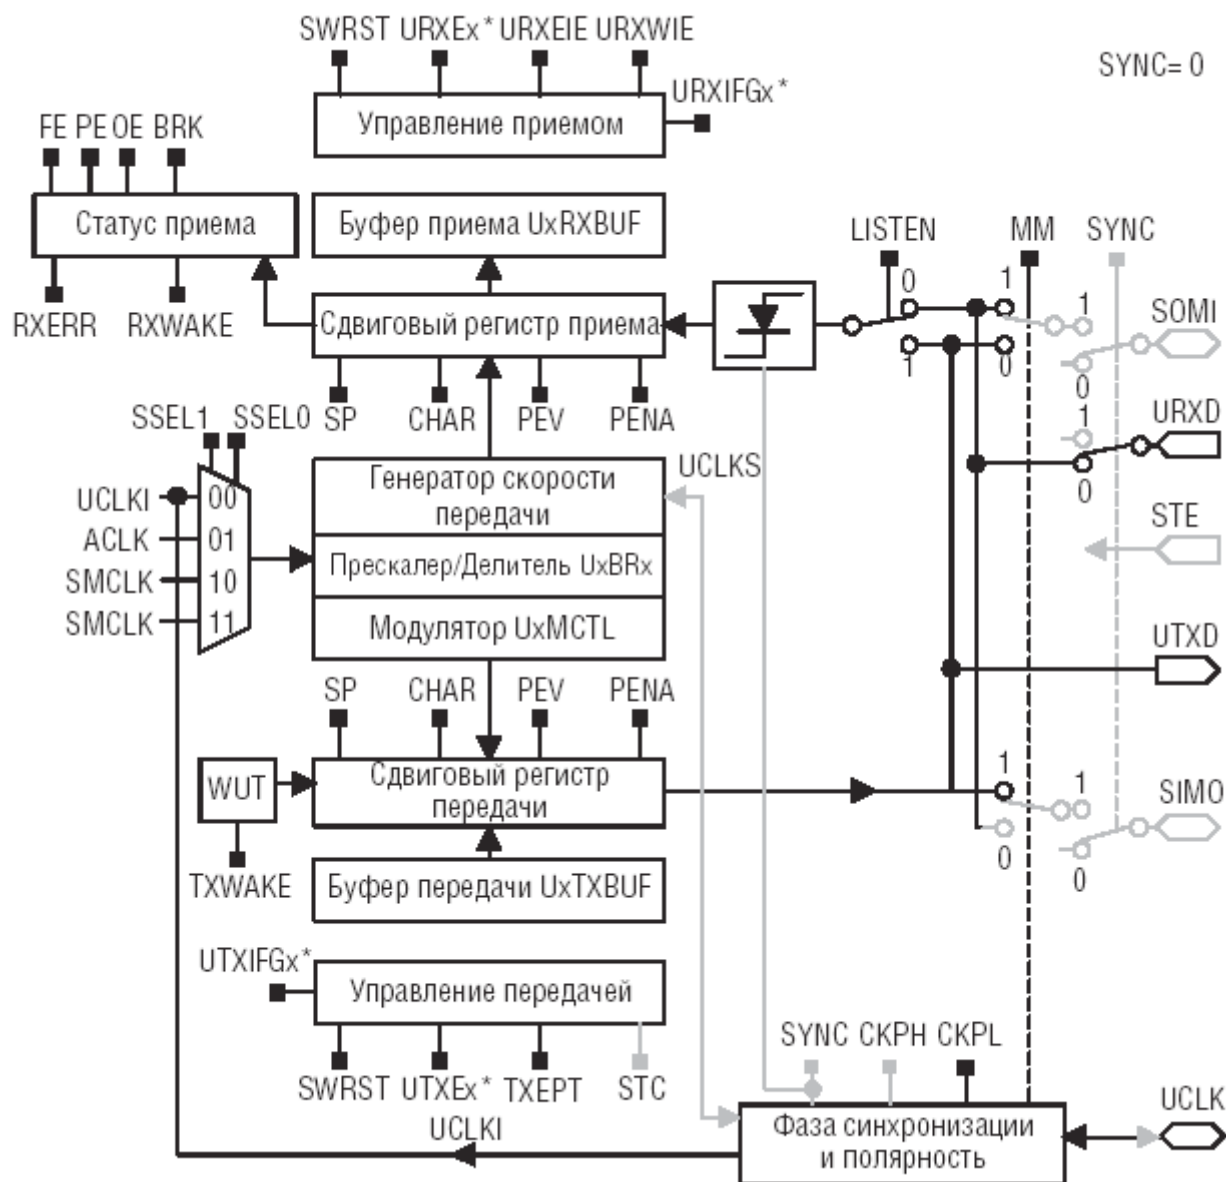 SWRST URXEx* URXEIE URXWIE
SYNC= 0
URXIFGx*
Управление приемом
FE PE OE BRK
Статус приема
Буфер приема UxRXBUF
LISTEN MM SYNC
0 1 1
Сдвиговый регистр приема
RXERR RXWAKE
SOMI
1 0 0
SP CHAR PEV PENA
SSEL1 SSEL0
1
URXD
0
UCLKS
Генератор скорости
передачи
UCLKI 00
ACLK 01
SMCLK 10
SMCLK 11
STE
Прескалер/Делитель UxBRx
Модулятор UxMCTL
UTXD
SP CHAR PEV PENA
WUT
Сдвиговый регистр
передачи
1 1
SIMO
0 0
TXWAKE
Буфер передачи UxTXBUF
UTXIFGx*
Управление передачей
SYNC CKPH CKPL
SWRST UTXEx* TXEPT STC
UCLKI
UCLK
Фаза синхронизации
и полярность